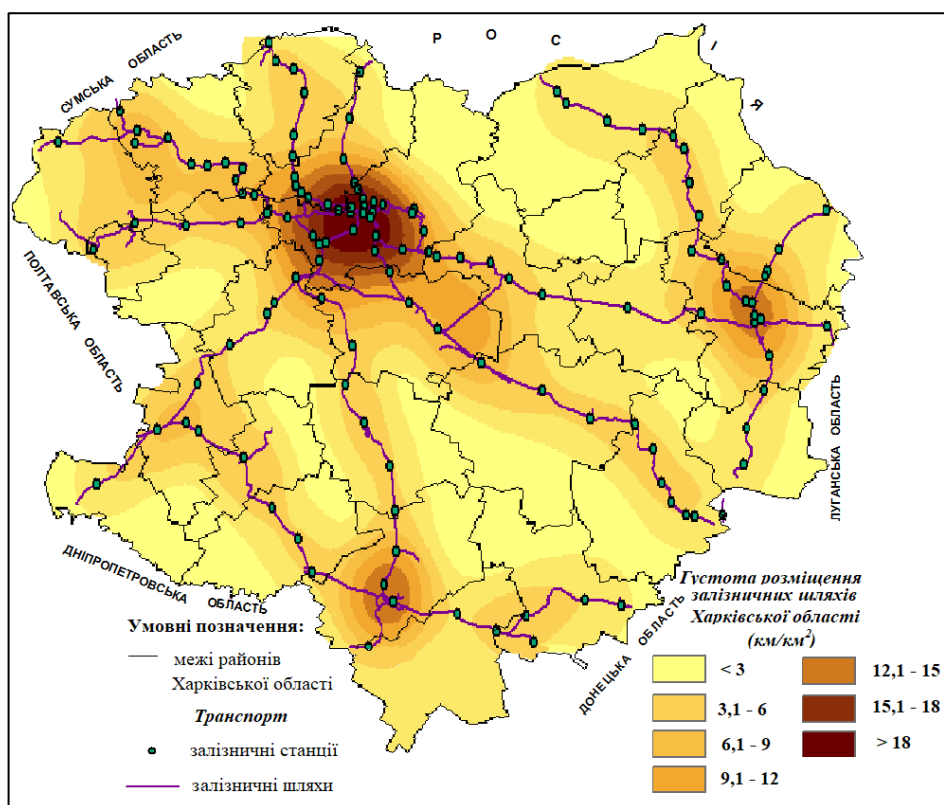 Р О С І Я
СУМСЬКА ОБЛАСТЬ
ПОЛТАВСЬКА ОБЛАСТЬ
ЛУГАНСЬКА ОБЛАСТЬ
ДНІПРОПЕТРОВСЬКА ОБЛАСТЬ
ДОНЕЦЬКА ОБЛАСТЬ
Умовні позначення:
межі районів
Харківської області
Транспорт
залізничні станції
залізничні шляхи
Густота розміщення
залізничних шляхів
Харківської області
(км/км²)
< 3
3,1 - 6
6,1 - 9
9,1 - 12
12,1 - 15
15,1 - 18
> 18